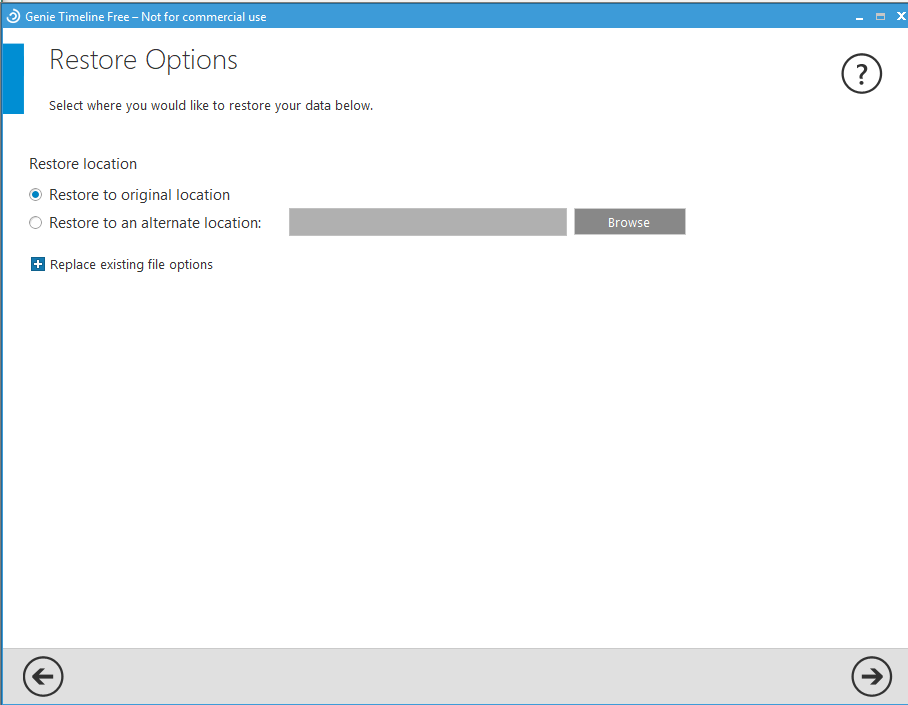 Genie Timeline Free – Not for commercial use
Restore Options
?
Select where you would like to restore your data below.
Restore location
Restore to original location
Restore to an alternate location:
Browse
Replace existing file options